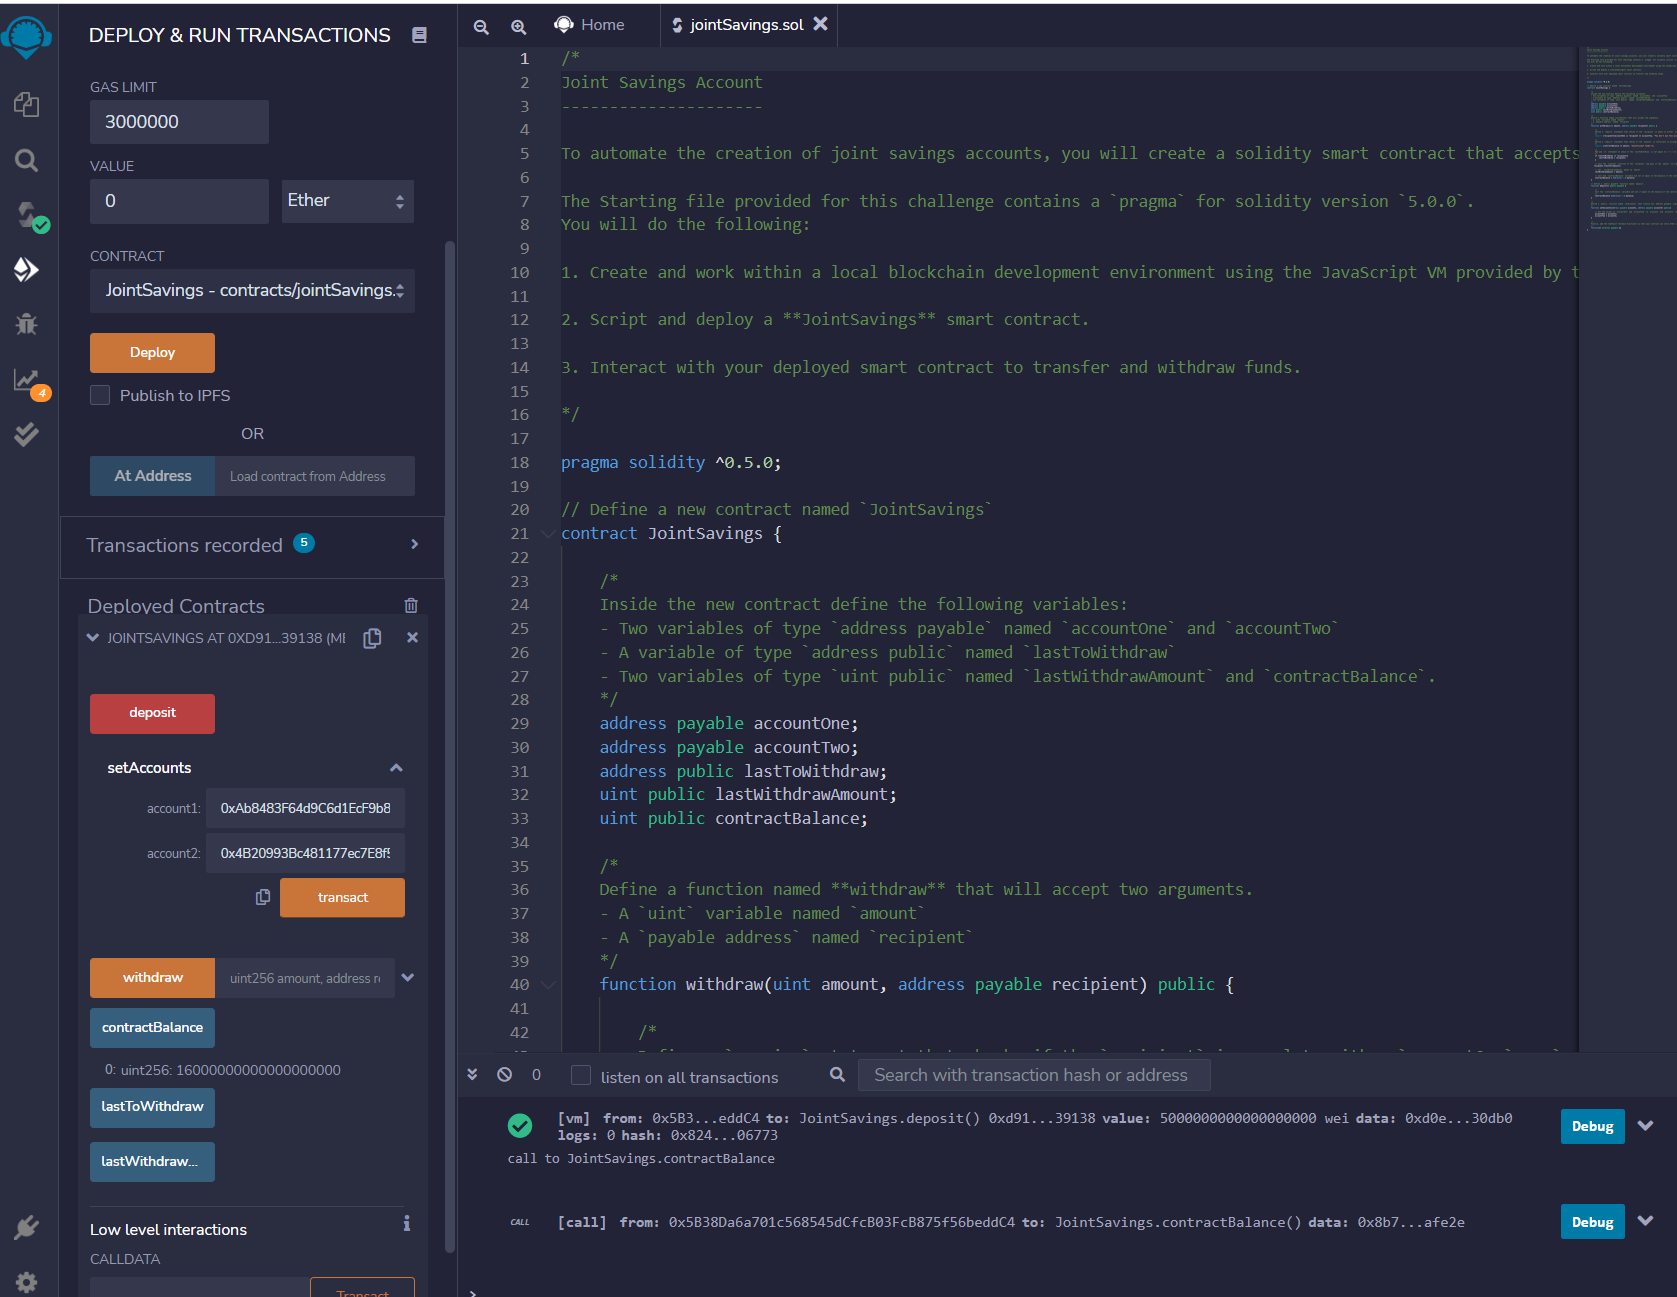 DEPLOY & RUN TRANSACTIONS
GAS LIMIT
3000000
VALUE
0
Ether
CONTRACT
JointSavings - contracts/jointSavings.
Deploy
Publish to IPFS
OR
At Address
Load contract from Address
Transactions recorded 5
Deployed Contracts
JOINTSAVINGS AT 0XD91...39138 (ME
deposit
setAccounts
account1: 0xAb8483F64d9C6d1EcF9b8
account2: 0x4B20993Bc481177ec7E8f5
transact
withdraw
uint256 amount, address re
contractBalance
0: uint256: 16000000000000000000
lastToWithdraw
lastWithdraw...
Low level interactions
CALLDATA
Transact
4
Home
jointSavings.sol
1 /*
2 Joint Savings Account
3 ---------------------
4
5 To automate the creation of joint savings accounts, you will create a solidity smart contract that accepts
6
7 The Starting file provided for this challenge contains a `pragma` for solidity version `5.0.0`.
8 You will do the following:
9
10 1. Create and work within a local blockchain development environment using the JavaScript VM provided by t
11
12 2. Script and deploy a **JointSavings** smart contract.
13
14 3. Interact with your deployed smart contract to transfer and withdraw funds.
15
16 */
17
18 pragma solidity ^0.5.0;
19
20 // Define a new contract named `JointSavings`
21 contract JointSavings {
22
23 /*
24 Inside the new contract define the following variables:
25 - Two variables of type `address payable` named `accountOne` and `accountTwo`
26 - A variable of type `address public` named `lastToWithdraw`
27 - Two variables of type `uint public` named `lastWithdrawAmount` and `contractBalance`.
28 */
29 address payable accountOne;
30 address payable accountTwo;
31 address public lastToWithdraw;
32 uint public lastWithdrawAmount;
33 uint public contractBalance;
34
35 /*
36 Define a function named **withdraw** that will accept two arguments.
37 - A `uint` variable named `amount`
38 - A `payable address` named `recipient`
39 */
40 function withdraw(uint amount, address payable recipient) public {
41
42 /*
0
listen on all transactions
Search with transaction hash or address
[vm] from: 0x5B3...eddC4 to: JointSavings.deposit() 0xd91...39138 value: 5000000000000000000 wei data: 0xd0e...30db0
logs: 0 hash: 0x824...06773
Debug
call to JointSavings.contractBalance
CALL [call] from: 0x5B38Da6a701c568545dCfcB03FcB875f56beddC4 to: JointSavings.contractBalance() data: 0x8b7...afe2e
Debug
>